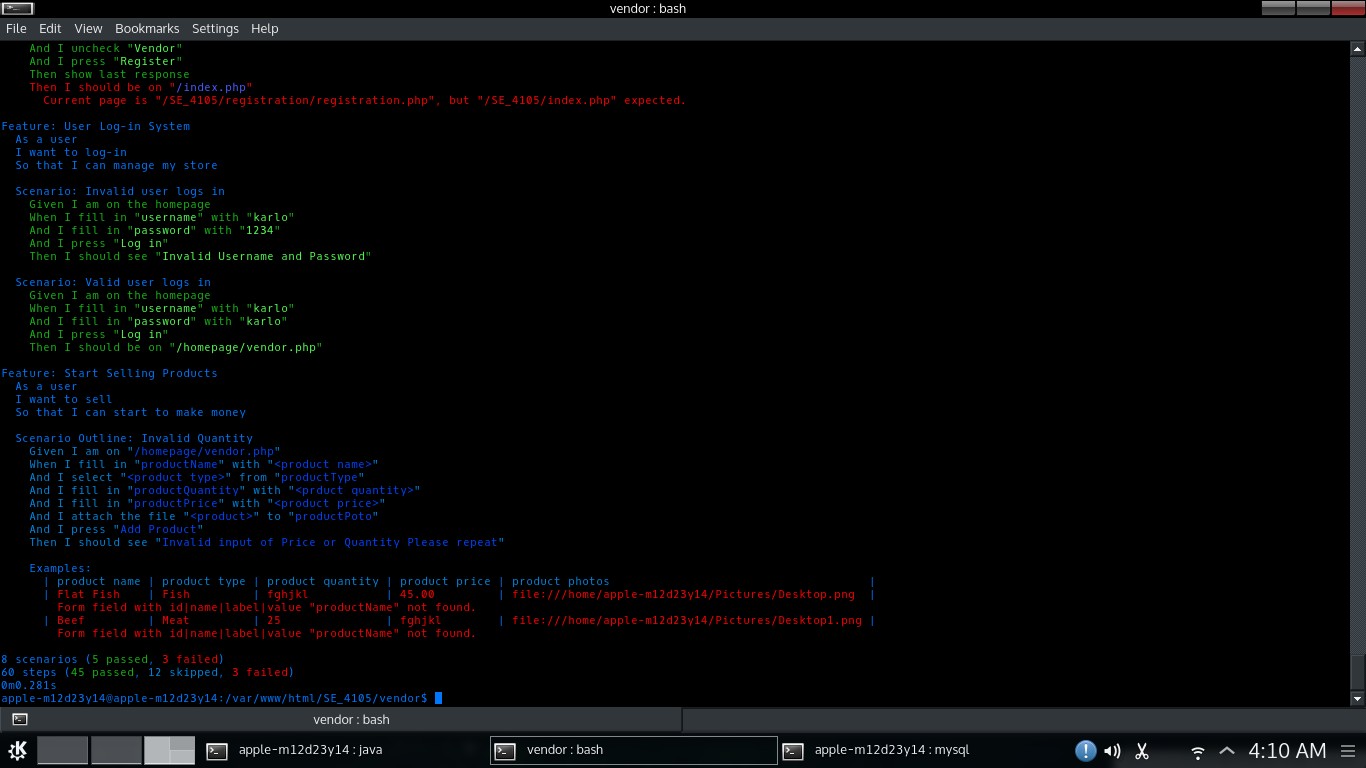 vendor : bash
File Edit View Bookmarks Settings Help
And I uncheck "Vendor"
And I press "Register"
Then show last response
Then I should be on "/index.php"
Current page is "/SE_4105/registration/registration.php", but "/SE_4105/index.php" expected.
Feature: User Log-in System
As a user
I want to log-in
So that I can manage my store
Scenario: Invalid user logs in
Given I am on the homepage
When I fill in "username" with "karlo"
And I fill in "password" with "1234"
And I press "Log in"
Then I should see "Invalid Username and Password"
Scenario: Valid user logs in
Given I am on the homepage
When I fill in "username" with "karlo"
And I fill in "password" with "karlo"
And I press "Log in"
Then I should be on "/homepage/vendor.php"
Feature: Start Selling Products
As a user
I want to sell
So that I can start to make money
Scenario Outline: Invalid Quantity
Given I am on "/homepage/vendor.php"
When I fill in "productName" with "<product name>"
And I select "<product type>" from "productType"
And I fill in "productQuantity" with "<prduct quantity>"
And I fill in "productPrice" with "<product price>"
And I attach the file "<product>" to "productPoto"
And I press "Add Product"
Then I should see "Invalid input of Price or Quantity Please repeat"
Examples:
| product name | product type | product quantity | product price | product photos |
| Flat Fish | Fish | fghjkl | 45.00 | file:///home/apple-m12d23y14/Pictures/Desktop.png |
Form field with id|name|label|value "productName" not found.
| Beef | Meat | 25 | fghjkl | file:///home/apple-m12d23y14/Pictures/Desktop1.png |
Form field with id|name|label|value "productName" not found.
8 scenarios (5 passed, 3 failed)
60 steps (45 passed, 12 skipped, 3 failed)
0m0.281s
apple-m12d23y14@apple-m12d23y14:/var/www/html/SE_4105/vendor$
vendor : bash
apple-m12d23y14 : java
vendor : bash
apple-m12d23y14 : mysql
4:10 AM